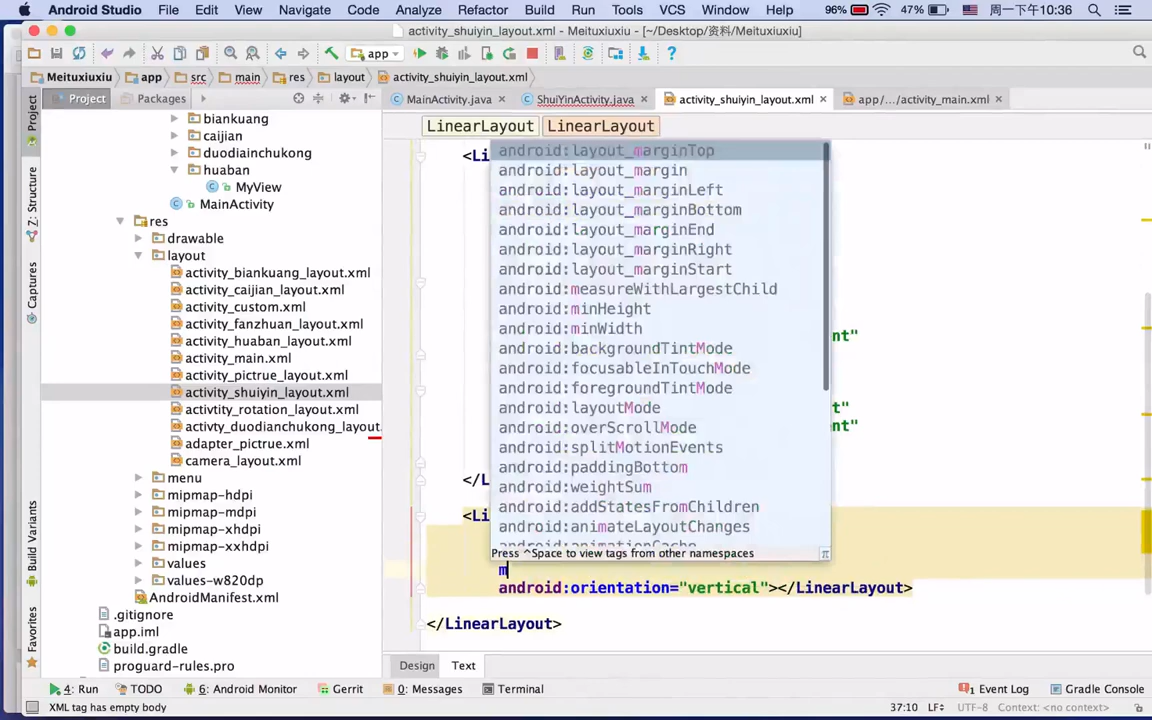 Android Studio File Edit View Navigate Code Analyze Refactor Build Run Tools VCS Window Help 96% 47% 周一下午10:36
activity_shuiyin_layout.xml - Meituxiuxiu - [~/Desktop/资料/Meituxiuxiu]
app
Meituxiuxiu app src main res layout activity_shuiyin_layout.xml
Project Packages MainActivity.java ShuiYinActivity.java activity_shuiyin_layout.xml app/.../activity_main.xml
1: Project
7: Structure
Captures
Build Variants
Favorites
biankuang
caijian
duodianchukong
huaban
MyView
MainActivity
res
drawable
layout
activity_biankuang_layout.xml
activity_caijian_layout.xml
activity_custom.xml
activity_fanzhuan_layout.xml
activity_huaban_layout.xml
activity_main.xml
activity_pictrue_layout.xml
activity_shuiyin_layout.xml
activtity_rotation_layout.xml
activty_duodianchukong_layout.
adapter_pictrue.xml
camera_layout.xml
menu
mipmap-hdpi
mipmap-mdpi
mipmap-xhdpi
mipmap-xxhdpi
values
values-w820dp
AndroidManifest.xml
.gitignore
app.iml
build.gradle
proguard-rules.pro
LinearLayout LinearLayout
<Li
android:layout_marginTop
android:layout_margin
android:layout_marginLeft
android:layout_marginBottom
android:layout_marginEnd
android:layout_marginRight
android:layout_marginStart
android:measureWithLargestChild
android:minHeight
android:minWidth
android:backgroundTintMode
android:focusableInTouchMode
android:foregroundTintMode
android:layoutMode
android:overScrollMode
android:splitMotionEvents
android:paddingBottom
android:weightSum
android:addStatesFromChildren
android:animateLayoutChanges
android:animationCache
Press ^Space to view tags from other namespaces
nt"
t"
nt"
</Li
<Li
m
android:orientation="vertical"></LinearLayout>
</LinearLayout>
Design Text
4: Run TODO 6: Android Monitor Gerrit 0: Messages Terminal 1 Event Log Gradle Console
XML tag has empty body 37:10 LF÷ UTF-8 Context: <no context>